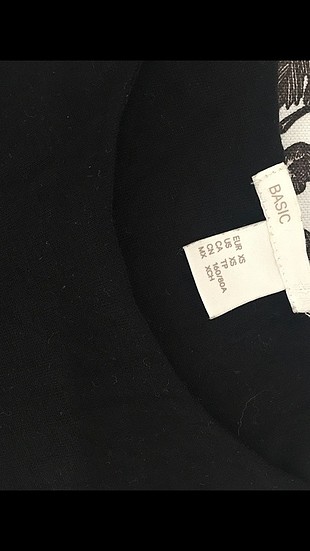 BASIC
EUR XS
US XS
CA TP
CN 160/80A
MX XCH